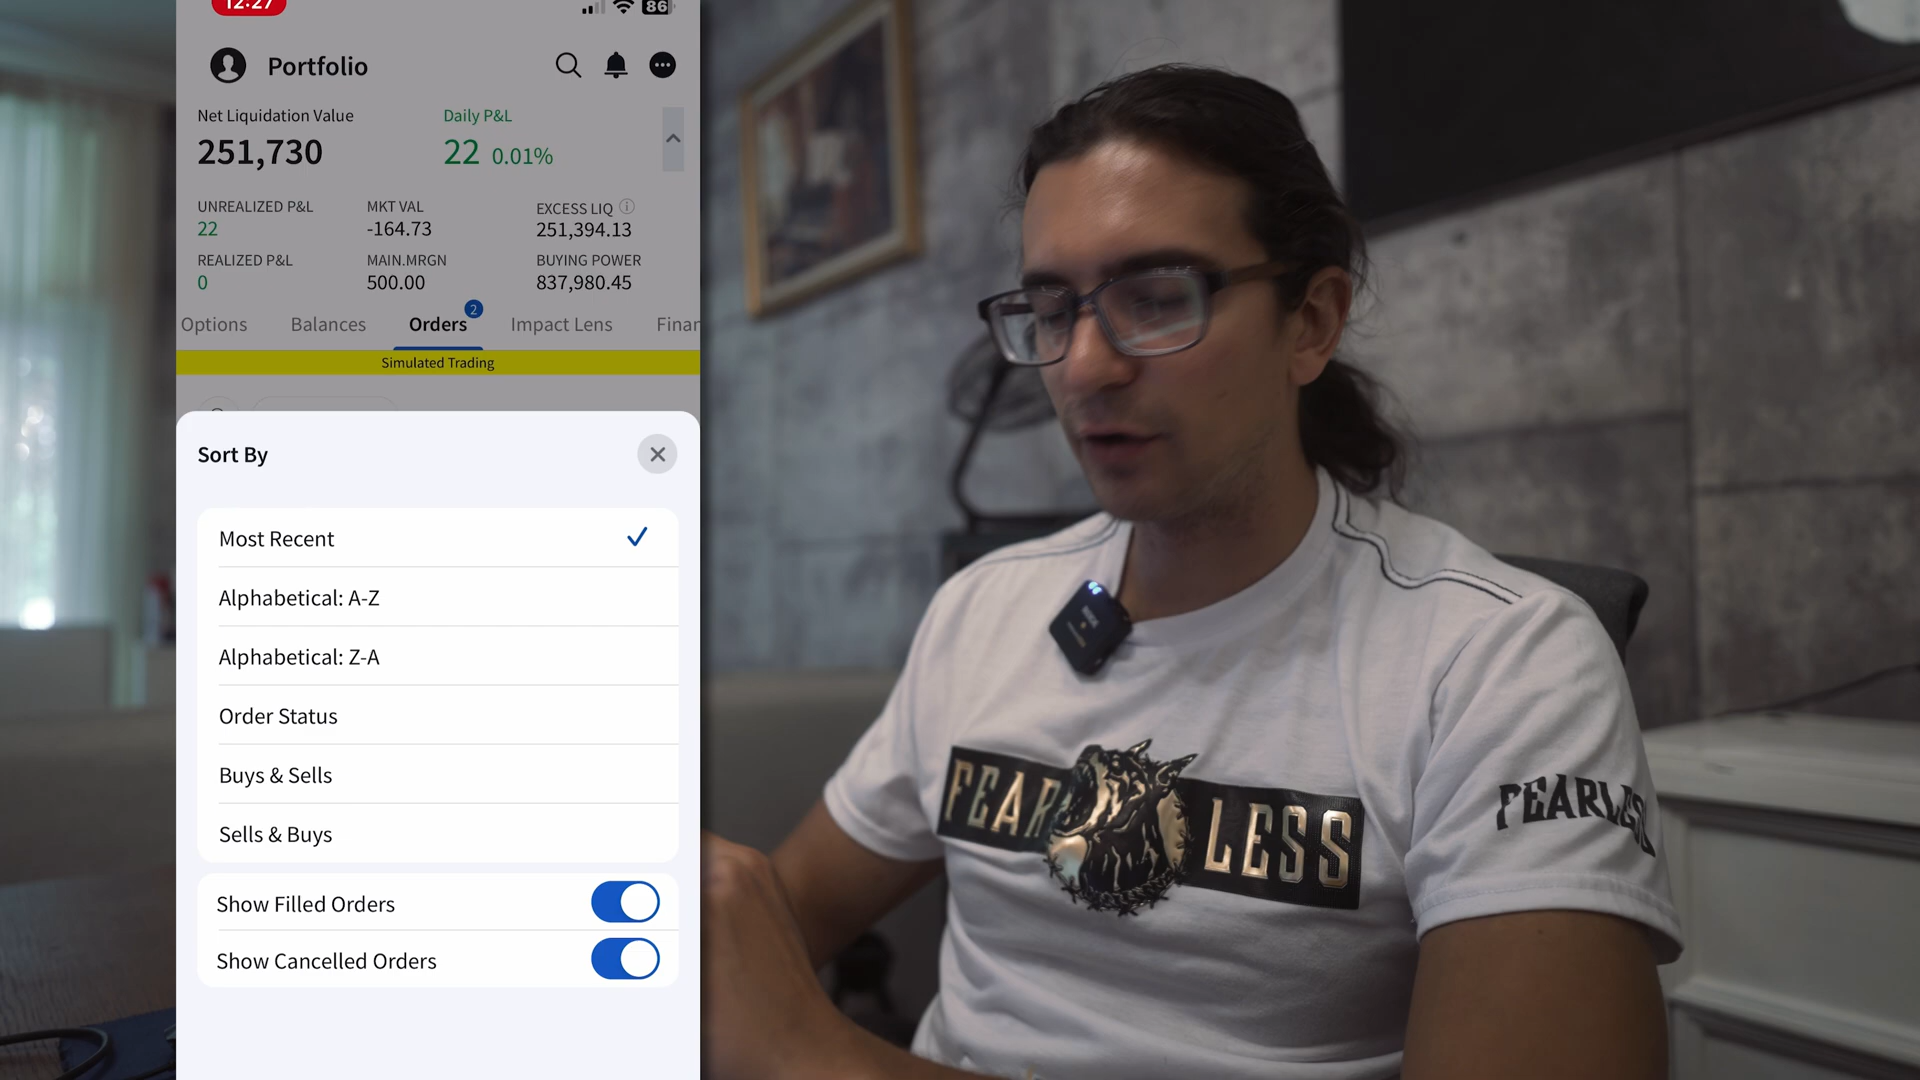 12:27
86
Portfolio
Net Liquidation Value
Daily P&L
251,730
22 0.01%
UNREALIZED P&L
MKT VAL
EXCESS LIQ
22
-164.73
251,394.13
REALIZED P&L
MAIN.MRGN
BUYING POWER
0
500.00
837,980.45
2
Options
Balances
Orders
Impact Lens
Finan
Simulated Trading
Sort By
Most Recent
Alphabetical: A-Z
Alphabetical: Z-A
Order Status
Buys & Sells
Sells & Buys
Show Filled Orders
Show Cancelled Orders
FEAR LESS
FEARLES